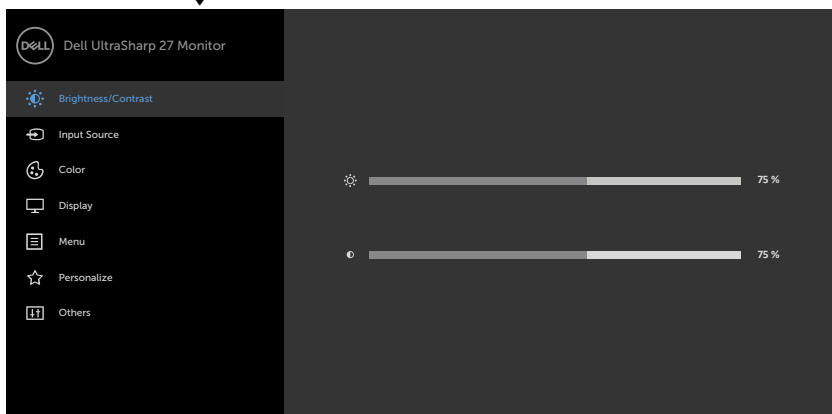 DELL Dell UltraSharp 27 Monitor
Brightness/Contrast
Input Source
Color
Display
Menu
Personalize
Others
75 %
75 %